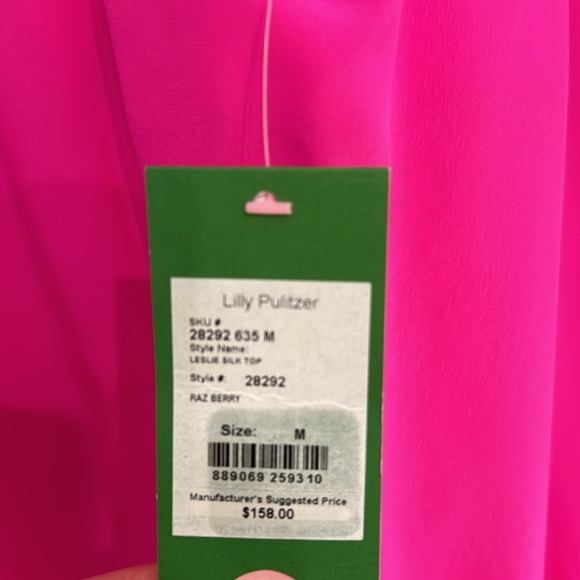 Lilly Pulitzer
SKU #
28292 635 M
Style Name:
LESLIE SILK TOP
Style #: 28292
RAZ BERRY
Size: M
889069 259310
Manufacturer's Suggested Price
$158.00